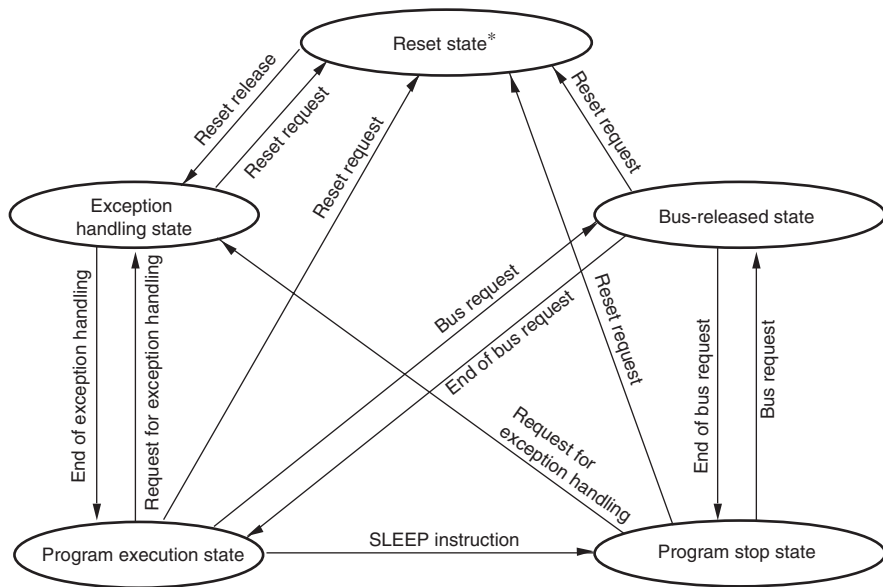 Reset state*
Reset release
Reset request
Reset request
Reset request
Exception
handling state
Bus-released state
End of exception handling
Request for exception handling
Bus request
End of bus request
Reset request
Request for
exception handling
End of bus request
Bus request
Program execution state
SLEEP instruction
Program stop state